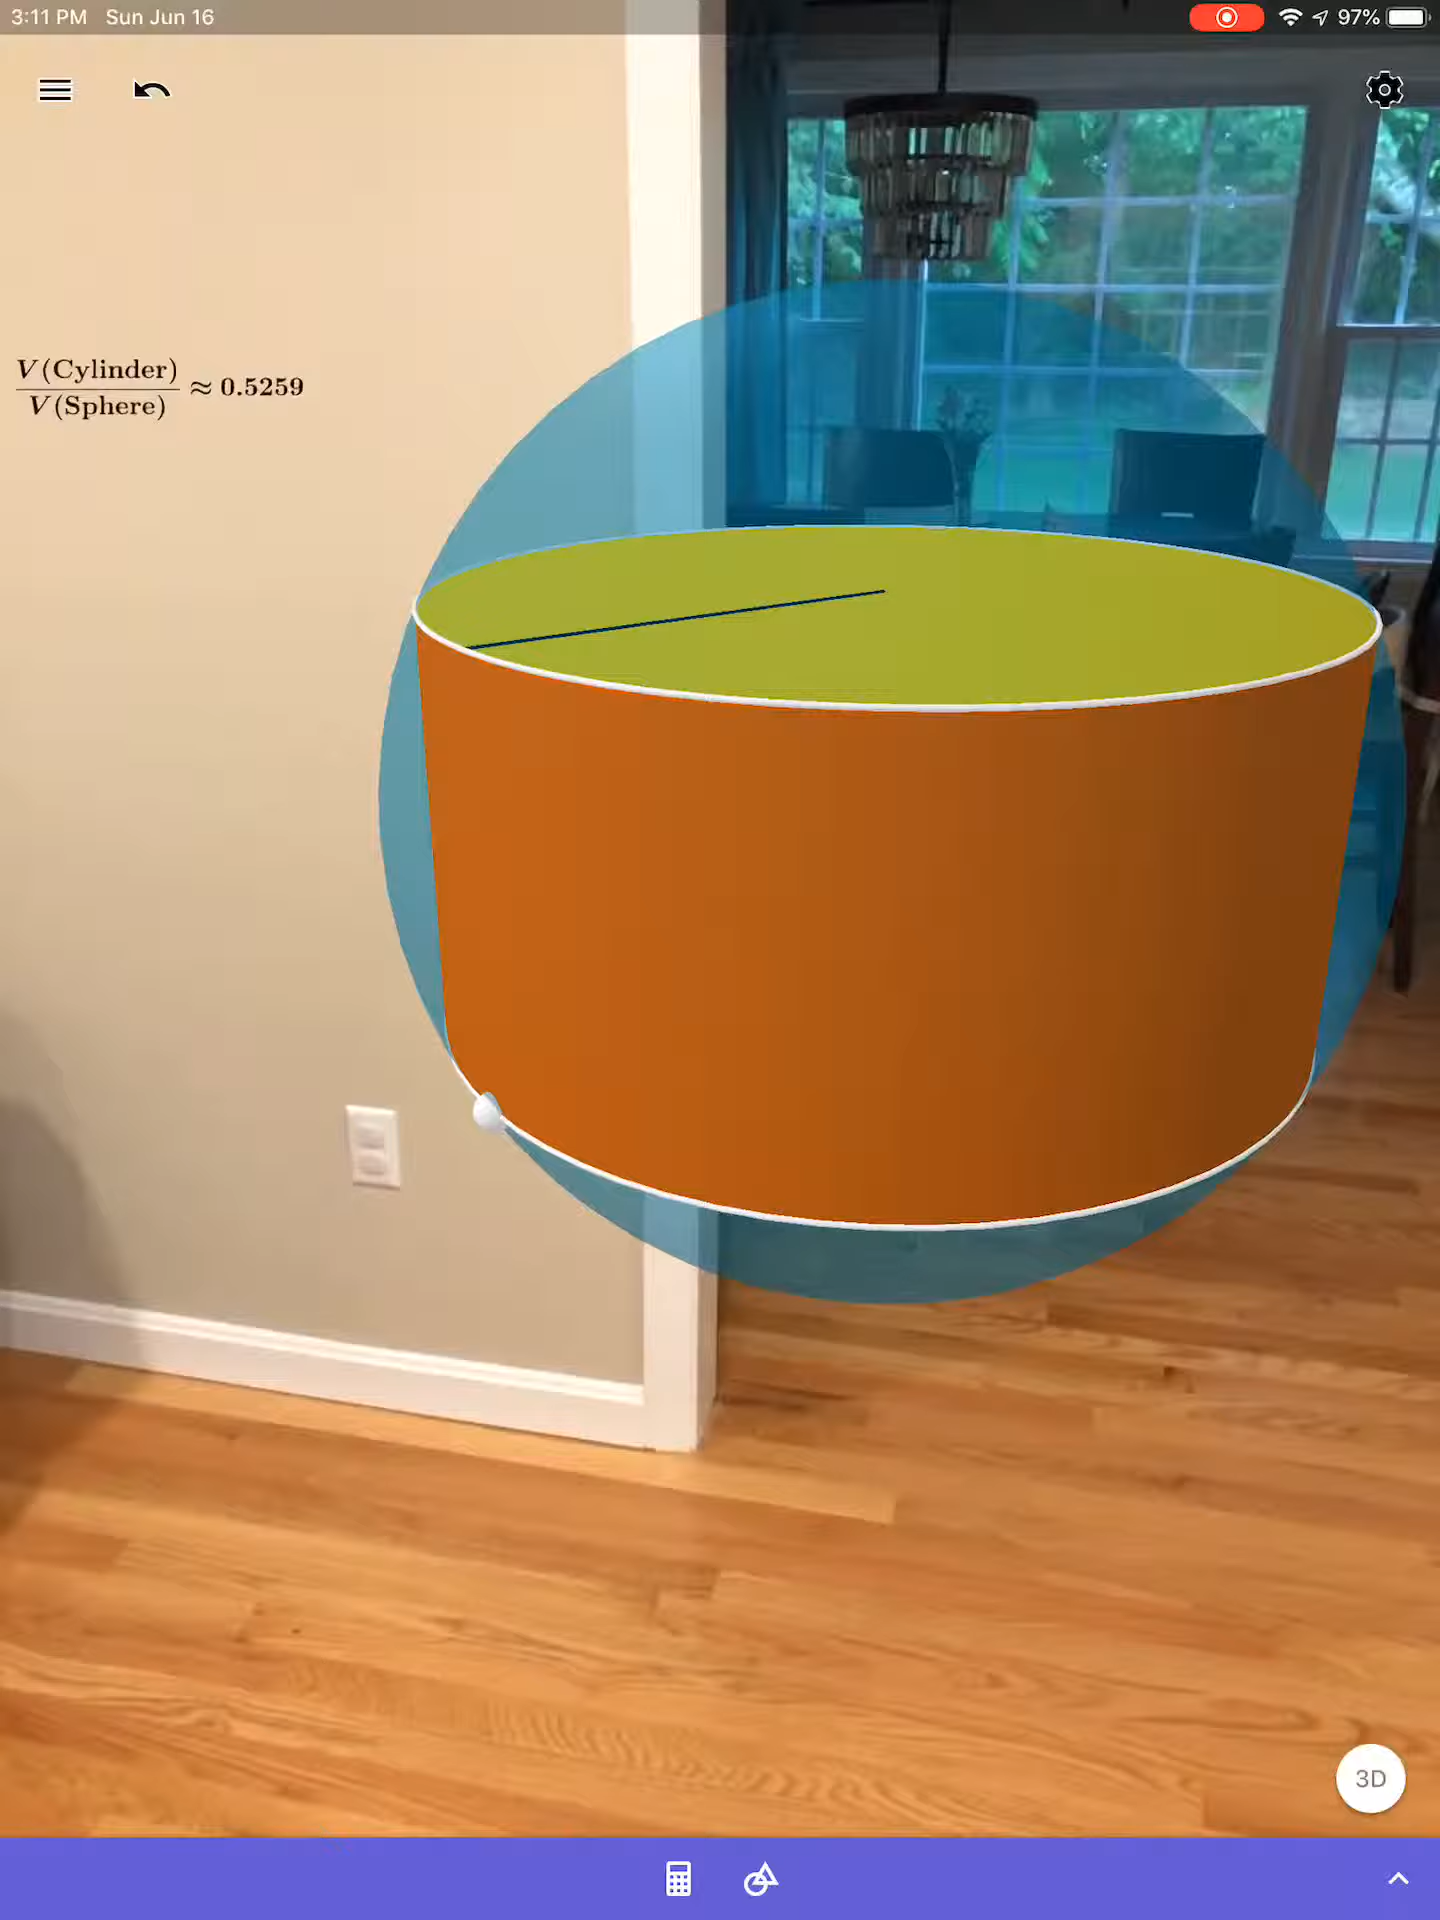 3:11 PM Sun Jun 16 97%
V(Cylinder)
V(Sphere)
≈ 0.5259
3D